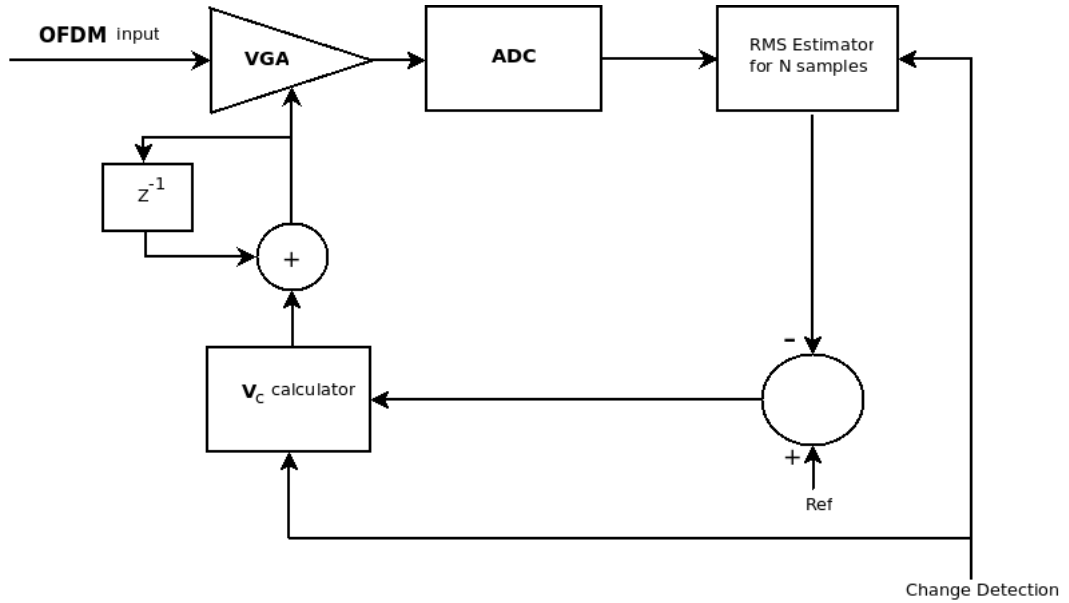 OFDM input
VGA
ADC
RMS Estimator
for N samples
Z-1
+
-
Vc calculator
+
Ref
Change Detection